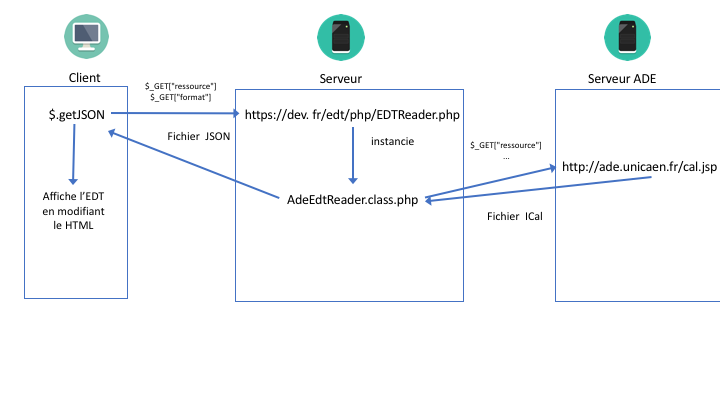 Client
Serveur
Serveur ADE
$_GET["ressource"]
$_GET["format"]
$.getJSON
https://dev. fr/edt/php/EDTReader.php
Fichier JSON
instancie
$_GET["ressource"]
...
http://ade.unicaen.fr/cal.jsp
Affiche l’EDT
en modifiant
le HTML
AdeEdtReader.class.php
Fichier ICal